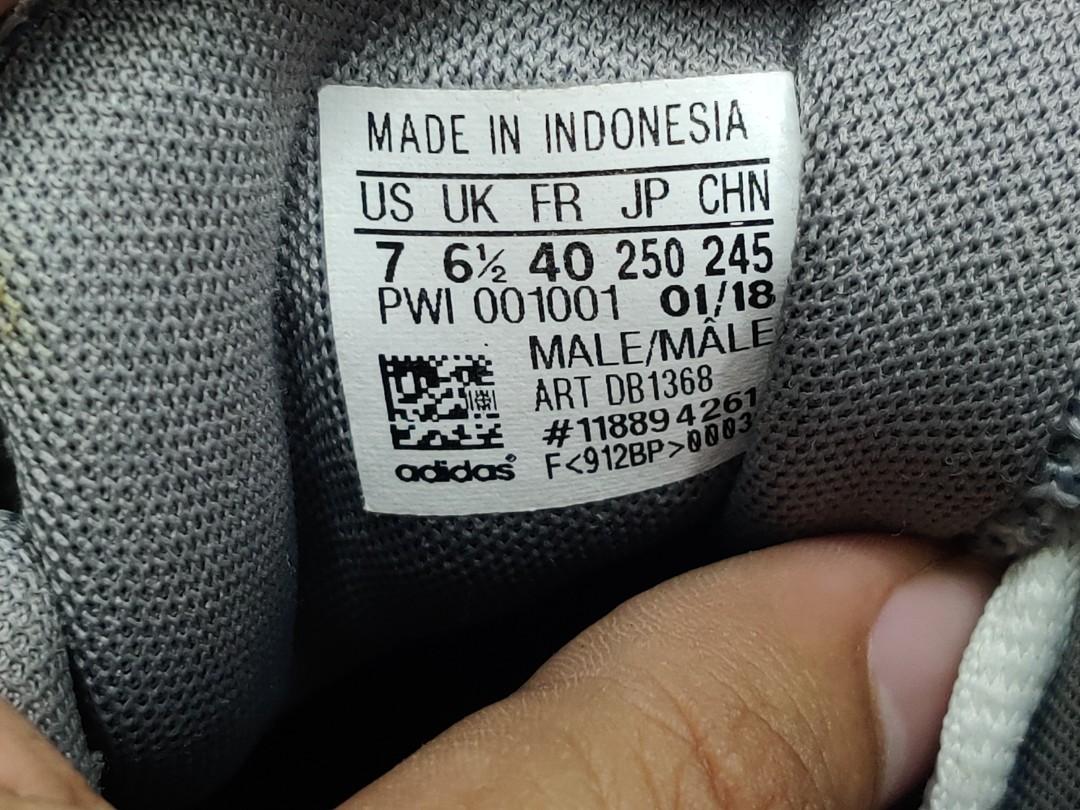 MADE IN INDONESIA
US UK FR JP CHN
7 6½ 40 250 245
PWI 001001 01/18
MALE/MÂLE
ART DB1368
#118894261
F<912BP>0003
adidas